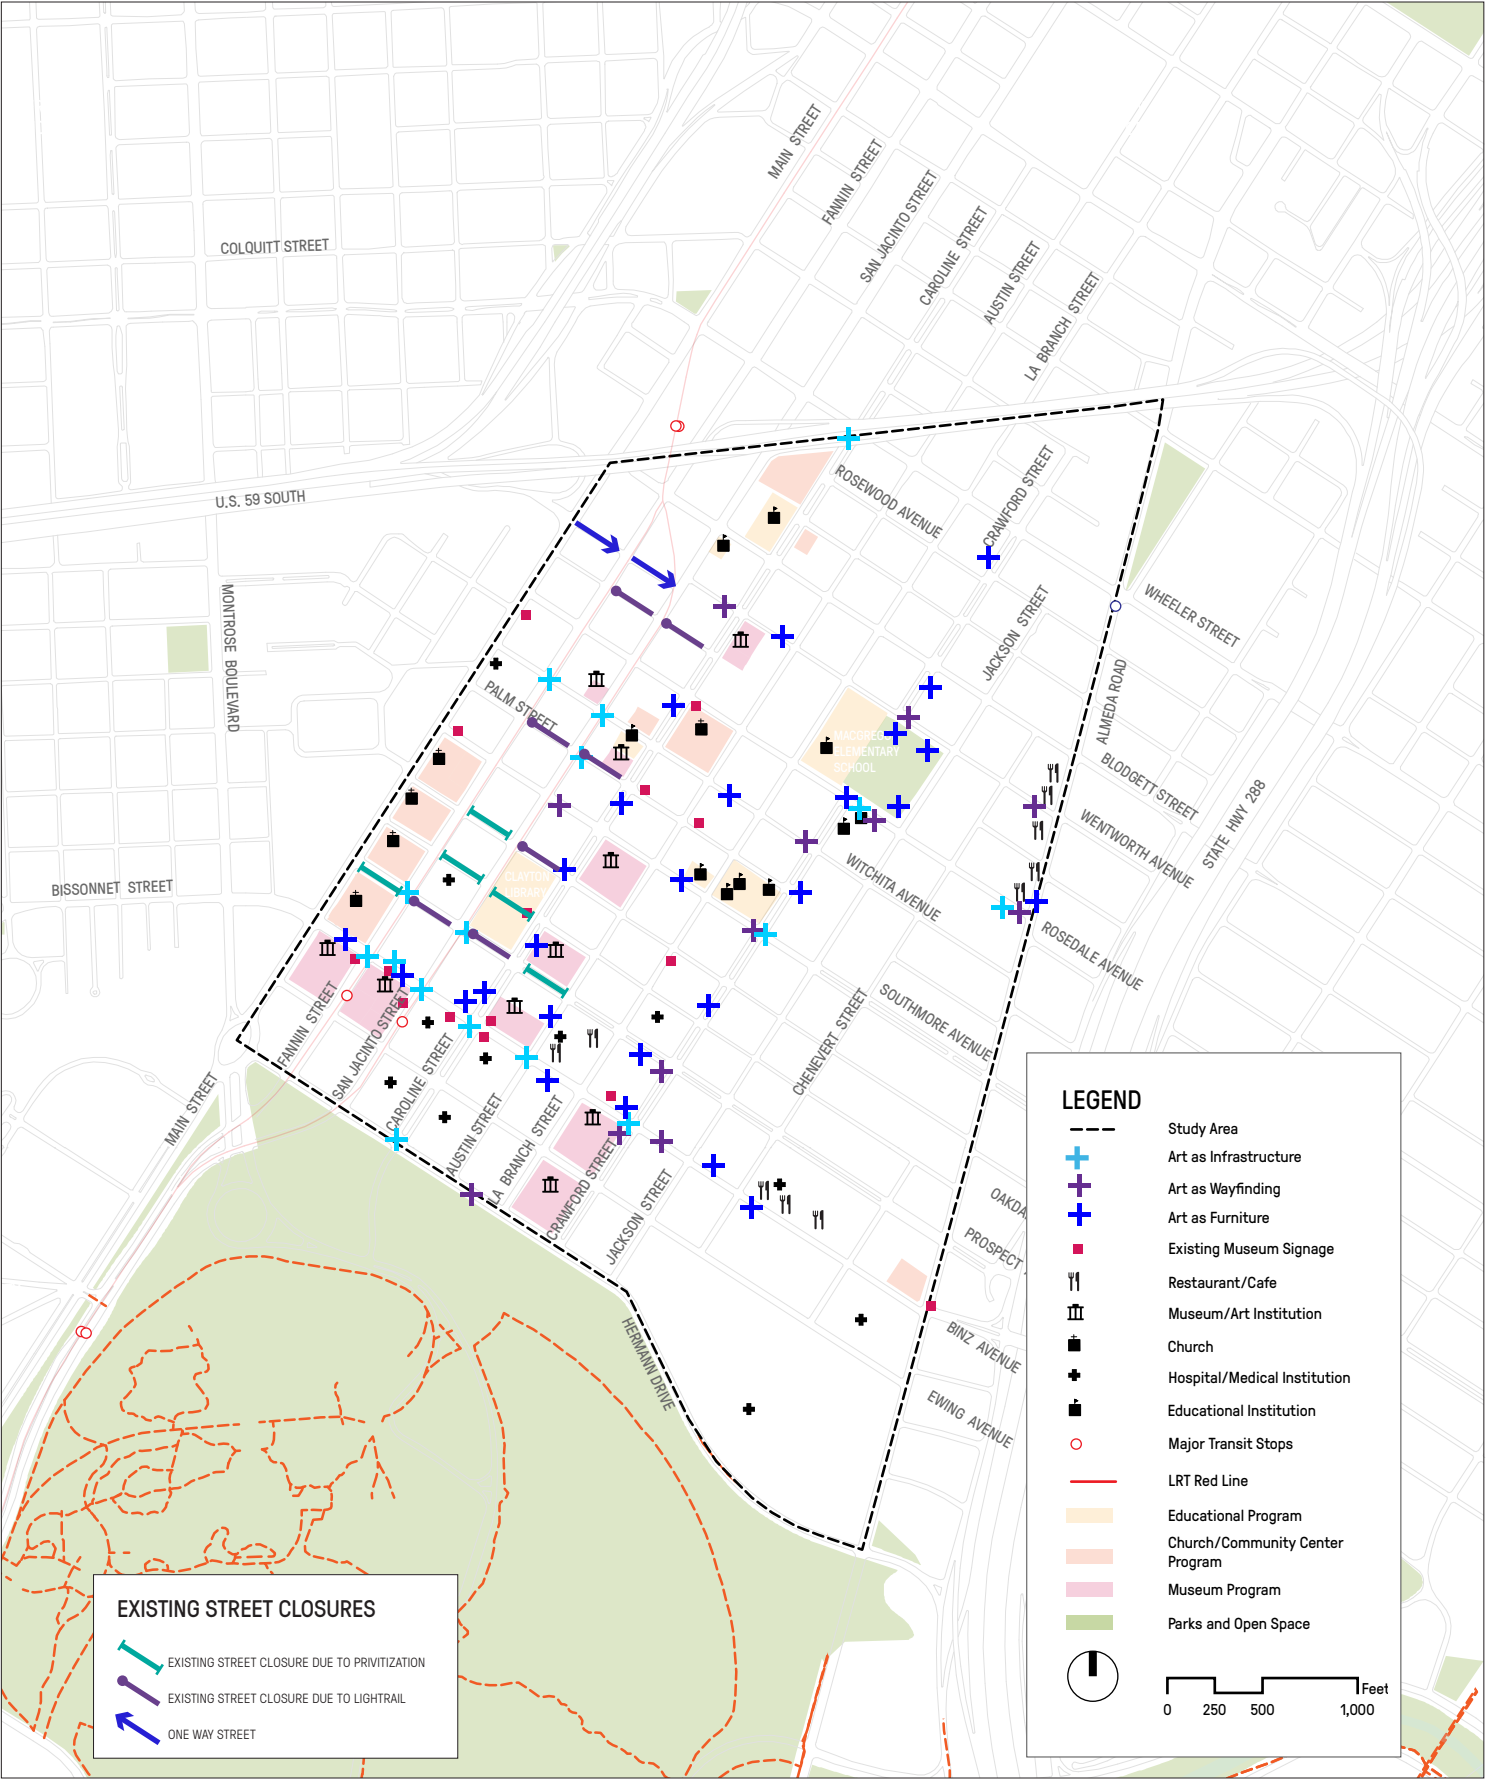 MAIN STREET
FANNIN STREET
SAN JACINTO STREET
CAROLINE STREET
AUSTIN STREET
LA BRANCH STREET
COLQUITT STREET
U.S. 59 SOUTH
ROSEWOOD AVENUE
CRAWFORD STREET
MONTROSE BOULEVARD
JACKSON STREET
WHEELER STREET
PALM STREET
ALMEDA ROAD
MACGREG
ELEMENTARY
SCHOOL
BLODGETT STREET
WENTWORTH AVENUE
STATE HWY 288
BISSONNET STREET
CLAYTON
LIBRARY
WITCHITA AVENUE
ROSEDALE AVENUE
SOUTHMORE AVENUE
CHENEVERT STREET
FANNIN STREET
SAN JACINTO STREET
CAROLINE STREET
MAIN STREET
AUSTIN STREET
LA BRANCH STREET
CRAWFORD STREET
JACKSON STREET
OAKDA
PROSPECT
BINZ AVENUE
EWING AVENUE
HERMANN DRIVE
LEGEND
Study Area
Art as Infrastructure
Art as Wayfinding
Art as Furniture
Existing Museum Signage
Restaurant/Cafe
Museum/Art Institution
Church
Hospital/Medical Institution
Educational Institution
Major Transit Stops
LRT Red Line
Educational Program
Church/Community Center
Program
Museum Program
Parks and Open Space
Feet
0 250 500 1,000
EXISTING STREET CLOSURES
EXISTING STREET CLOSURE DUE TO PRIVITIZATION
EXISTING STREET CLOSURE DUE TO LIGHTRAIL
ONE WAY STREET